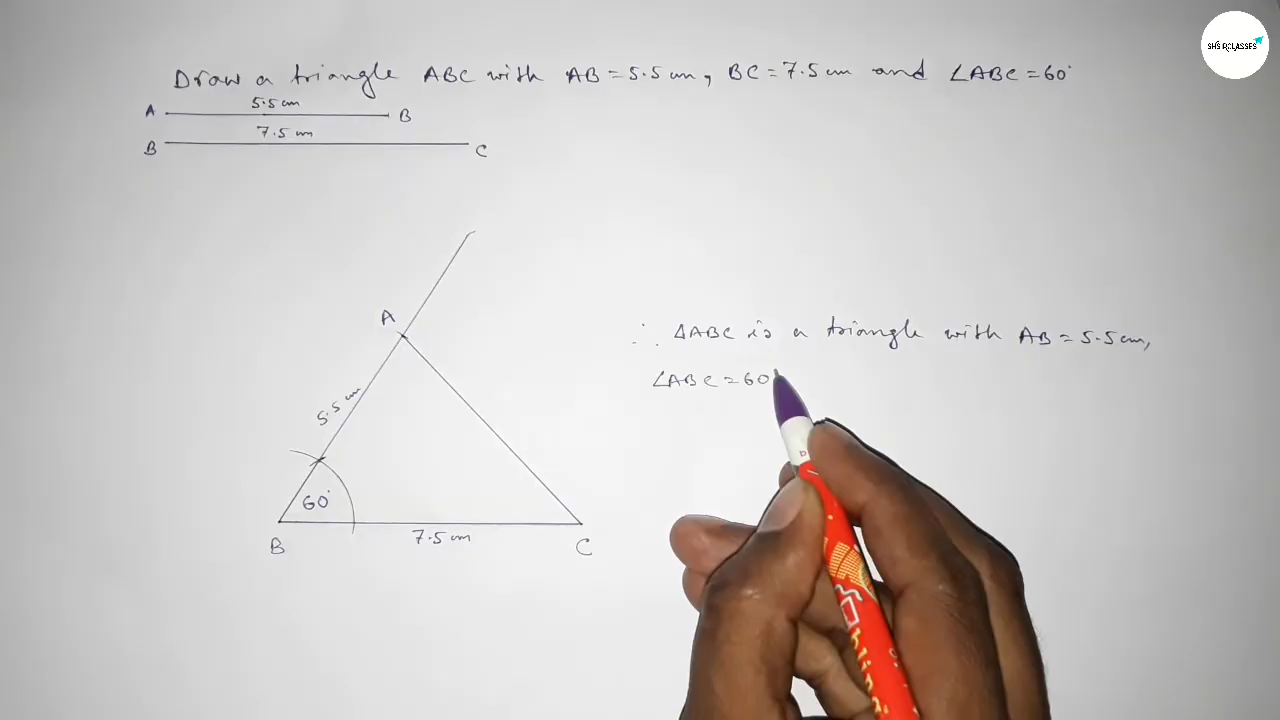 SHSR CLASSES
Draw a triangle ABC with AB = 5.5 cm, BC = 7.5 cm and ∠ABC = 60°
A 5.5 cm B
B 7.5 cm C
A
5.5 cm
60°
B 7.5 cm C
∴ ΔABC is a triangle with AB = 5.5 cm,
∠ABC = 60